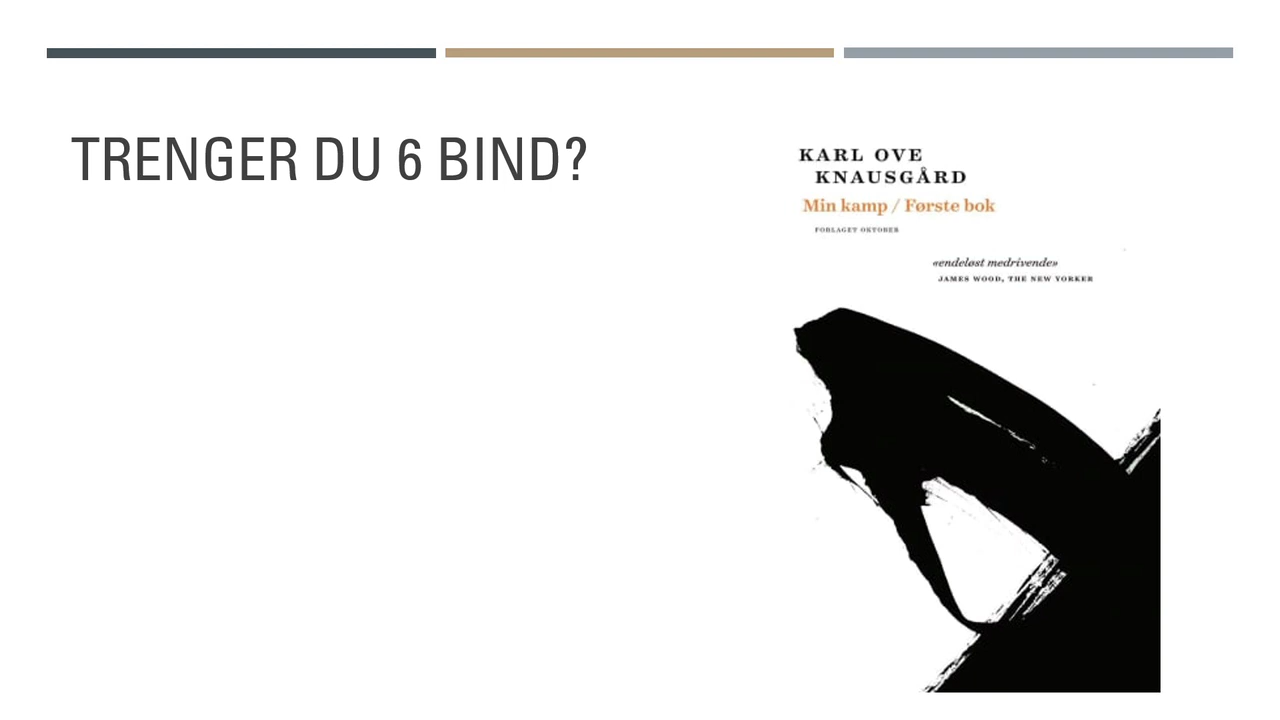 TRENGER DU 6 BIND?
KARL OVE
KNAUSGÅRD
Min kamp / Første bok
FORLAGET OKTOBER
«endeløst medrivende»
JAMES WOOD, THE NEW YORKER